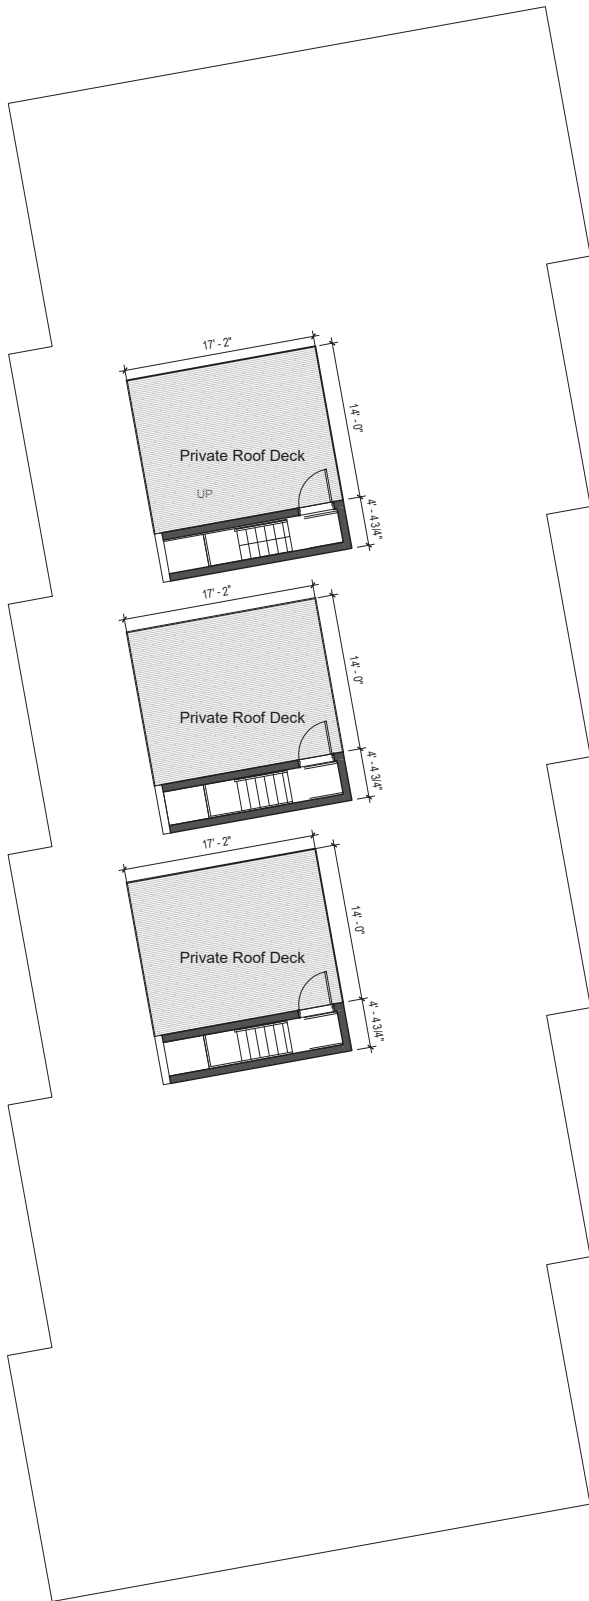 17' - 2"
14' - 0"
Private Roof Deck
UP
4' - 4 3/4"
17' - 2"
14' - 0"
Private Roof Deck
4' - 4 3/4"
17' - 2"
14' - 0"
Private Roof Deck
4' - 4 3/4"